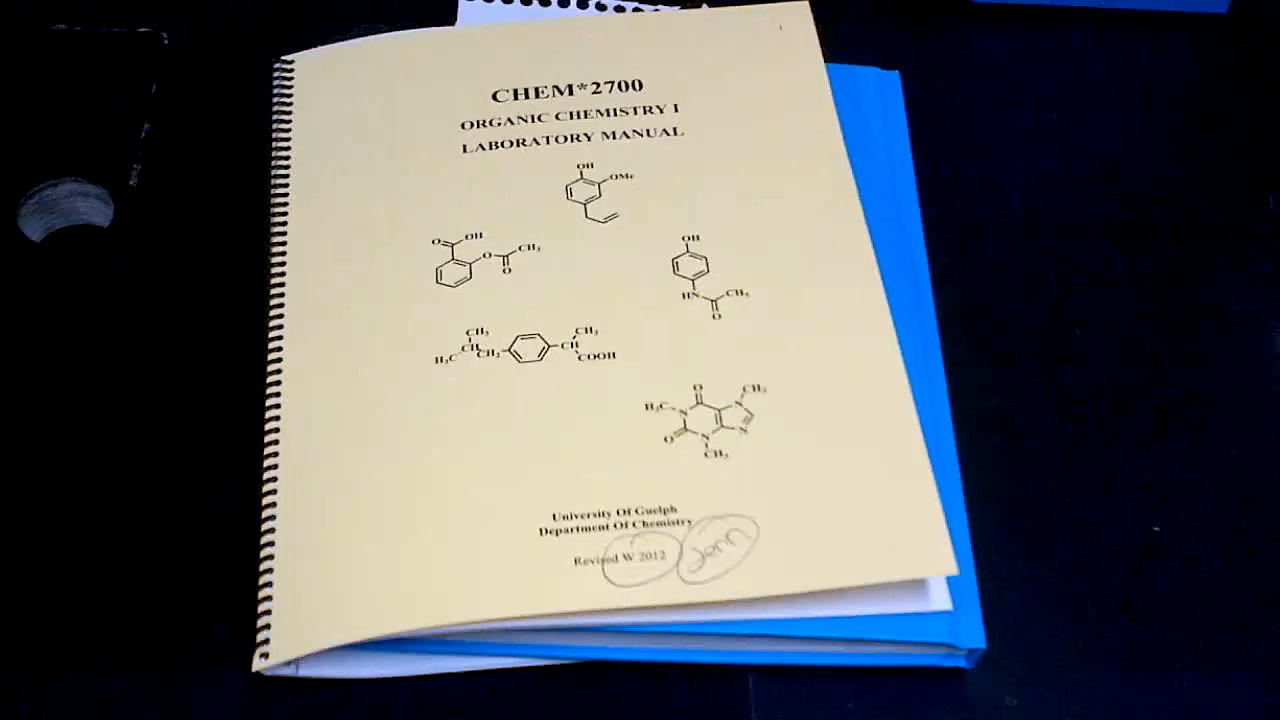 CHEM*2700
ORGANIC CHEMISTRY I
LABORATORY MANUAL
OH
OMe
O OH
O CH3
O
OH
HN CH3
O
CH3
H3C CH CH2
CH3
CH
COOH
O CH3
H3C N N
O N N
CH3
University Of Guelph
Department Of Chemistry
Revised W 2012
Jenn